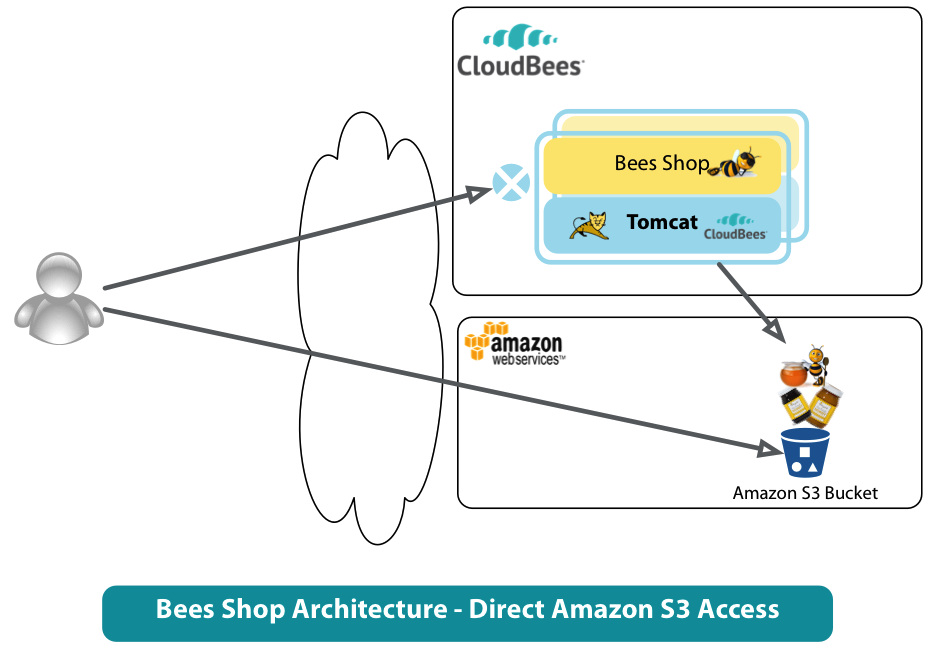 CloudBees
Bees Shop
Tomcat
CloudBees
amazon
webservices™
Amazon S3 Bucket
Bees Shop Architecture - Direct Amazon S3 Access